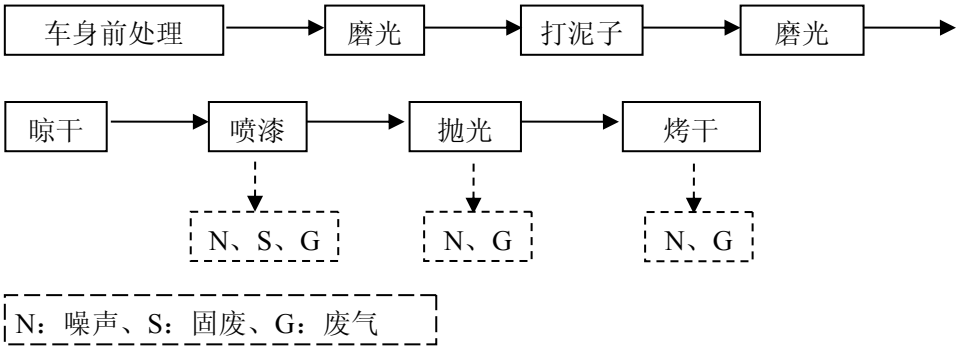 车身前处理 磨光 打泥子 磨光
晾干 喷漆 抛光 烤干
N、S、G N、G N、G
N：噪声、S：固废、G：废气